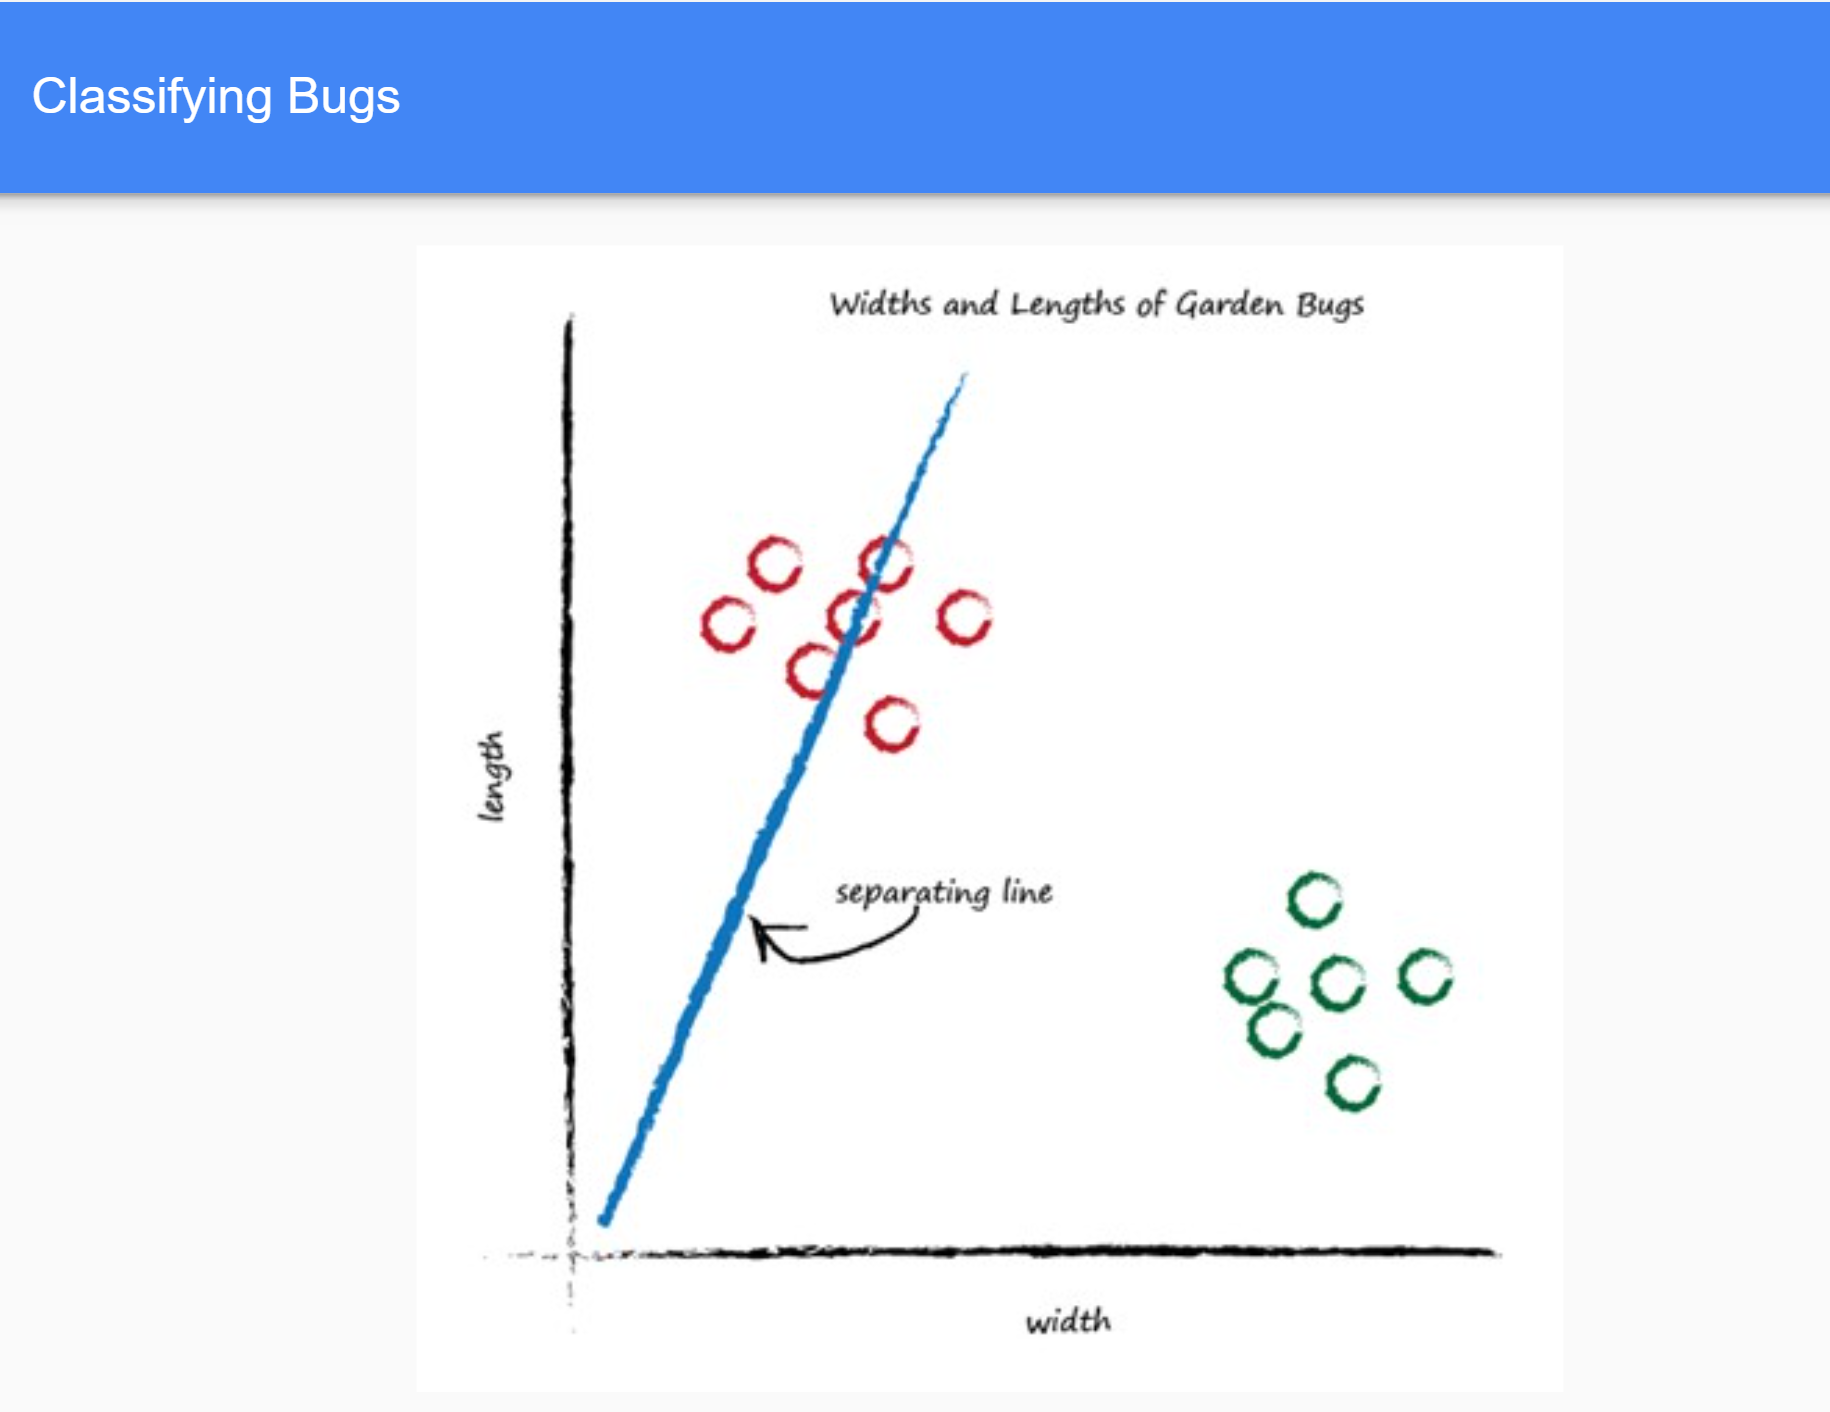 Classifying Bugs
Widths and Lengths of Garden Bugs
length
separating line
width